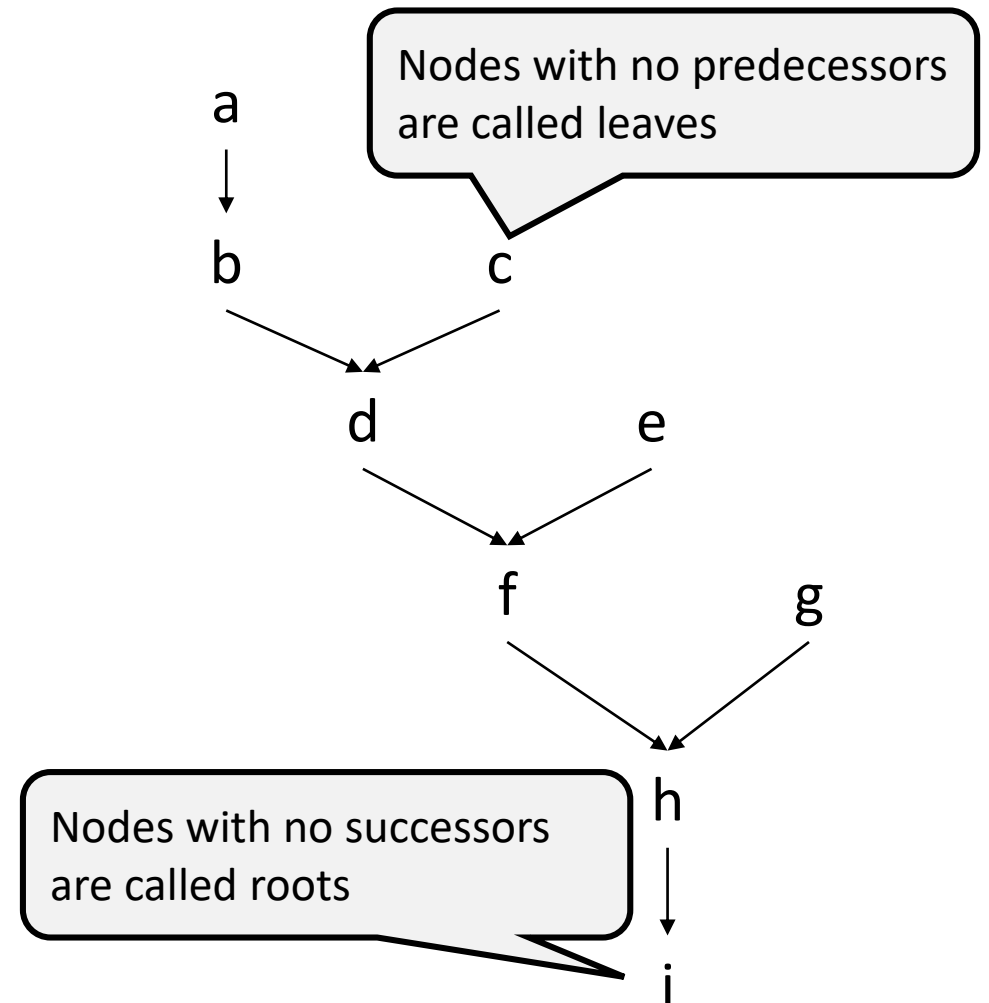 Nodes with no predecessors
are called leaves
a
b c
d e
f g
h
Nodes with no successors
are called roots
i